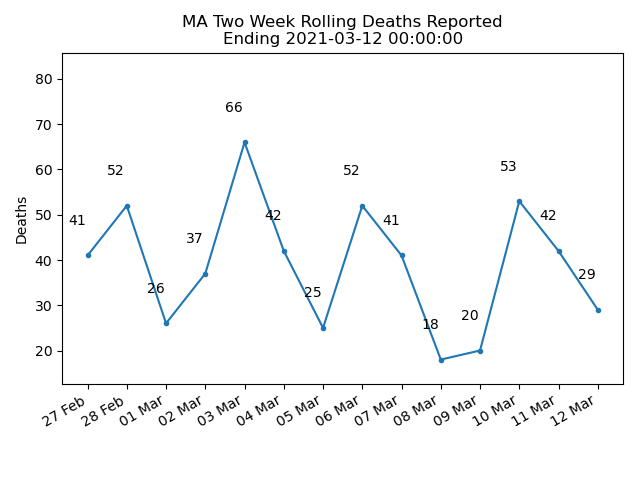 MA Two Week Rolling Deaths Reported
Ending 2021-03-12 00:00:00
Deaths
80
70
60
50
40
30
20
41
52
26
37
66
42
25
52
41
18
20
53
42
29
27 Feb
28 Feb
01 Mar
02 Mar
03 Mar
04 Mar
05 Mar
06 Mar
07 Mar
08 Mar
09 Mar
10 Mar
11 Mar
12 Mar